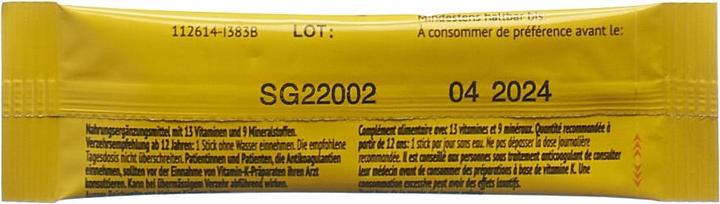 Mindestens haltbar bis:
112614-I383B LOT: À consommer de préférence avant le:
SG22002 04 2024
Nahrungsergänzungsmittel mit 13 Vitaminen und 9 Mineralstoffen.
Verzehrsempfehlung ab 12 Jahren: 1 Stick ohne Wasser einnehmen. Die empfohlene
Tagesdosis nicht überschreiten. Patientinnen und Patienten, die Antikoagulantien
einnehmen, sollten vor der Einnahme von Vitamin-K-Präparaten ihren Arzt
konsultieren. Kann bei übermässigem Verzehr abführend wirken.
Complément alimentaire avec 13 vitamines et 9 minéraux. Quantité recommandée à
partir de 12 ans: 1 stick par jour sans eau. Ne pas dépasser la dose journalière
recommandée. Il est conseillé aux personnes sous traitement anticoagulant de consulter
leur médecin avant de consommer des préparations à base de vitamine K. Une
consommation excessive peut avoir des effets laxatifs.